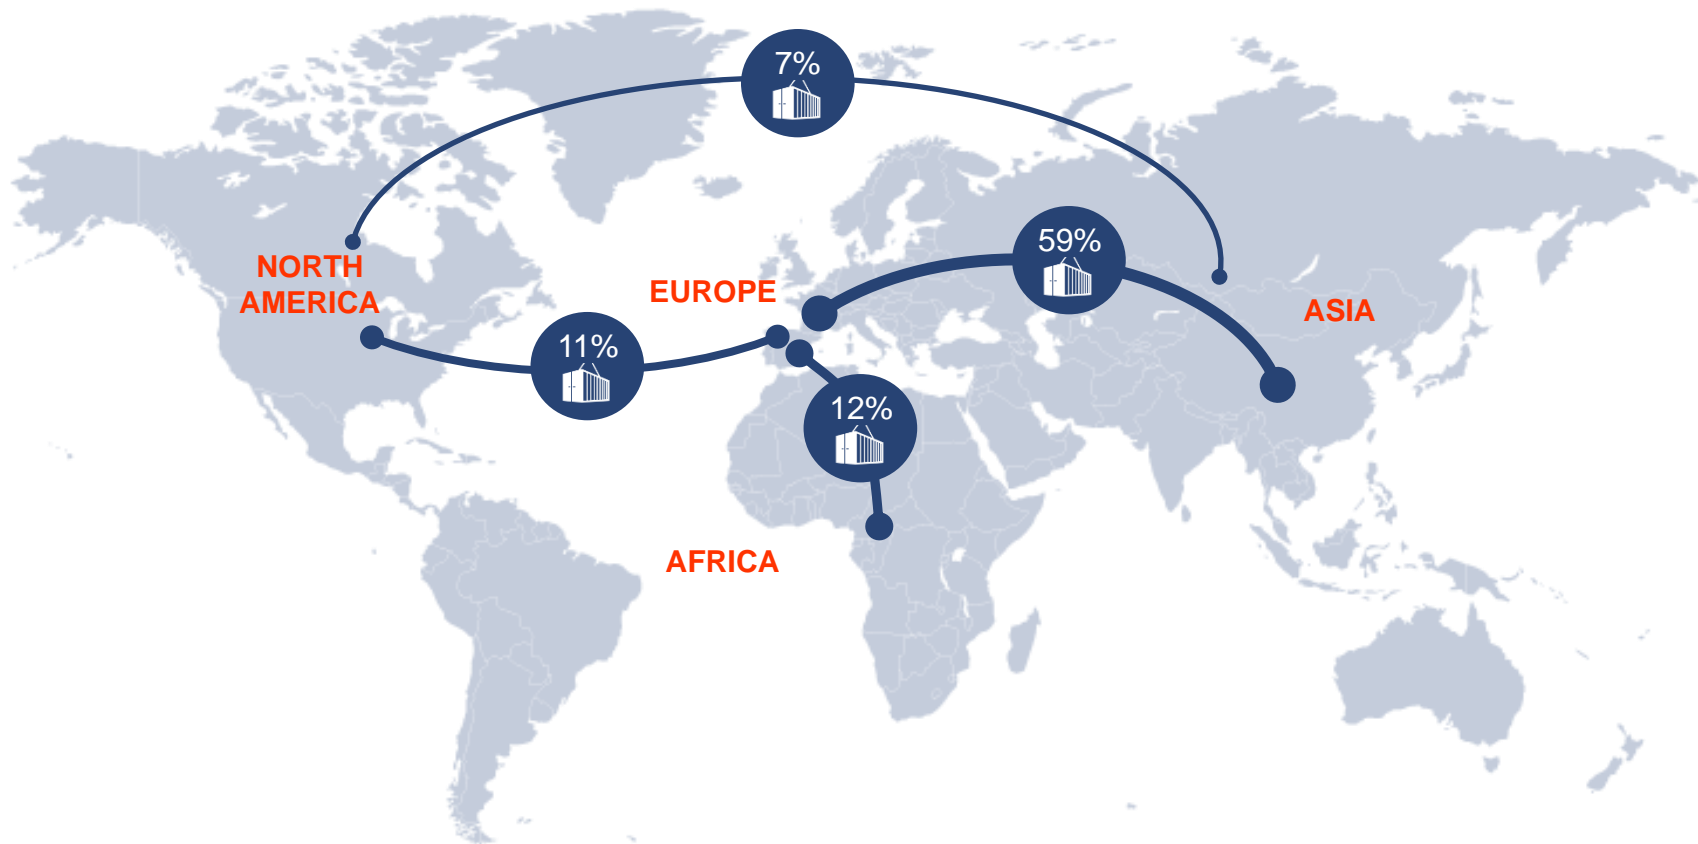 7%
59%
NORTH
AMERICA
EUROPE
ASIA
11%
12%
AFRICA